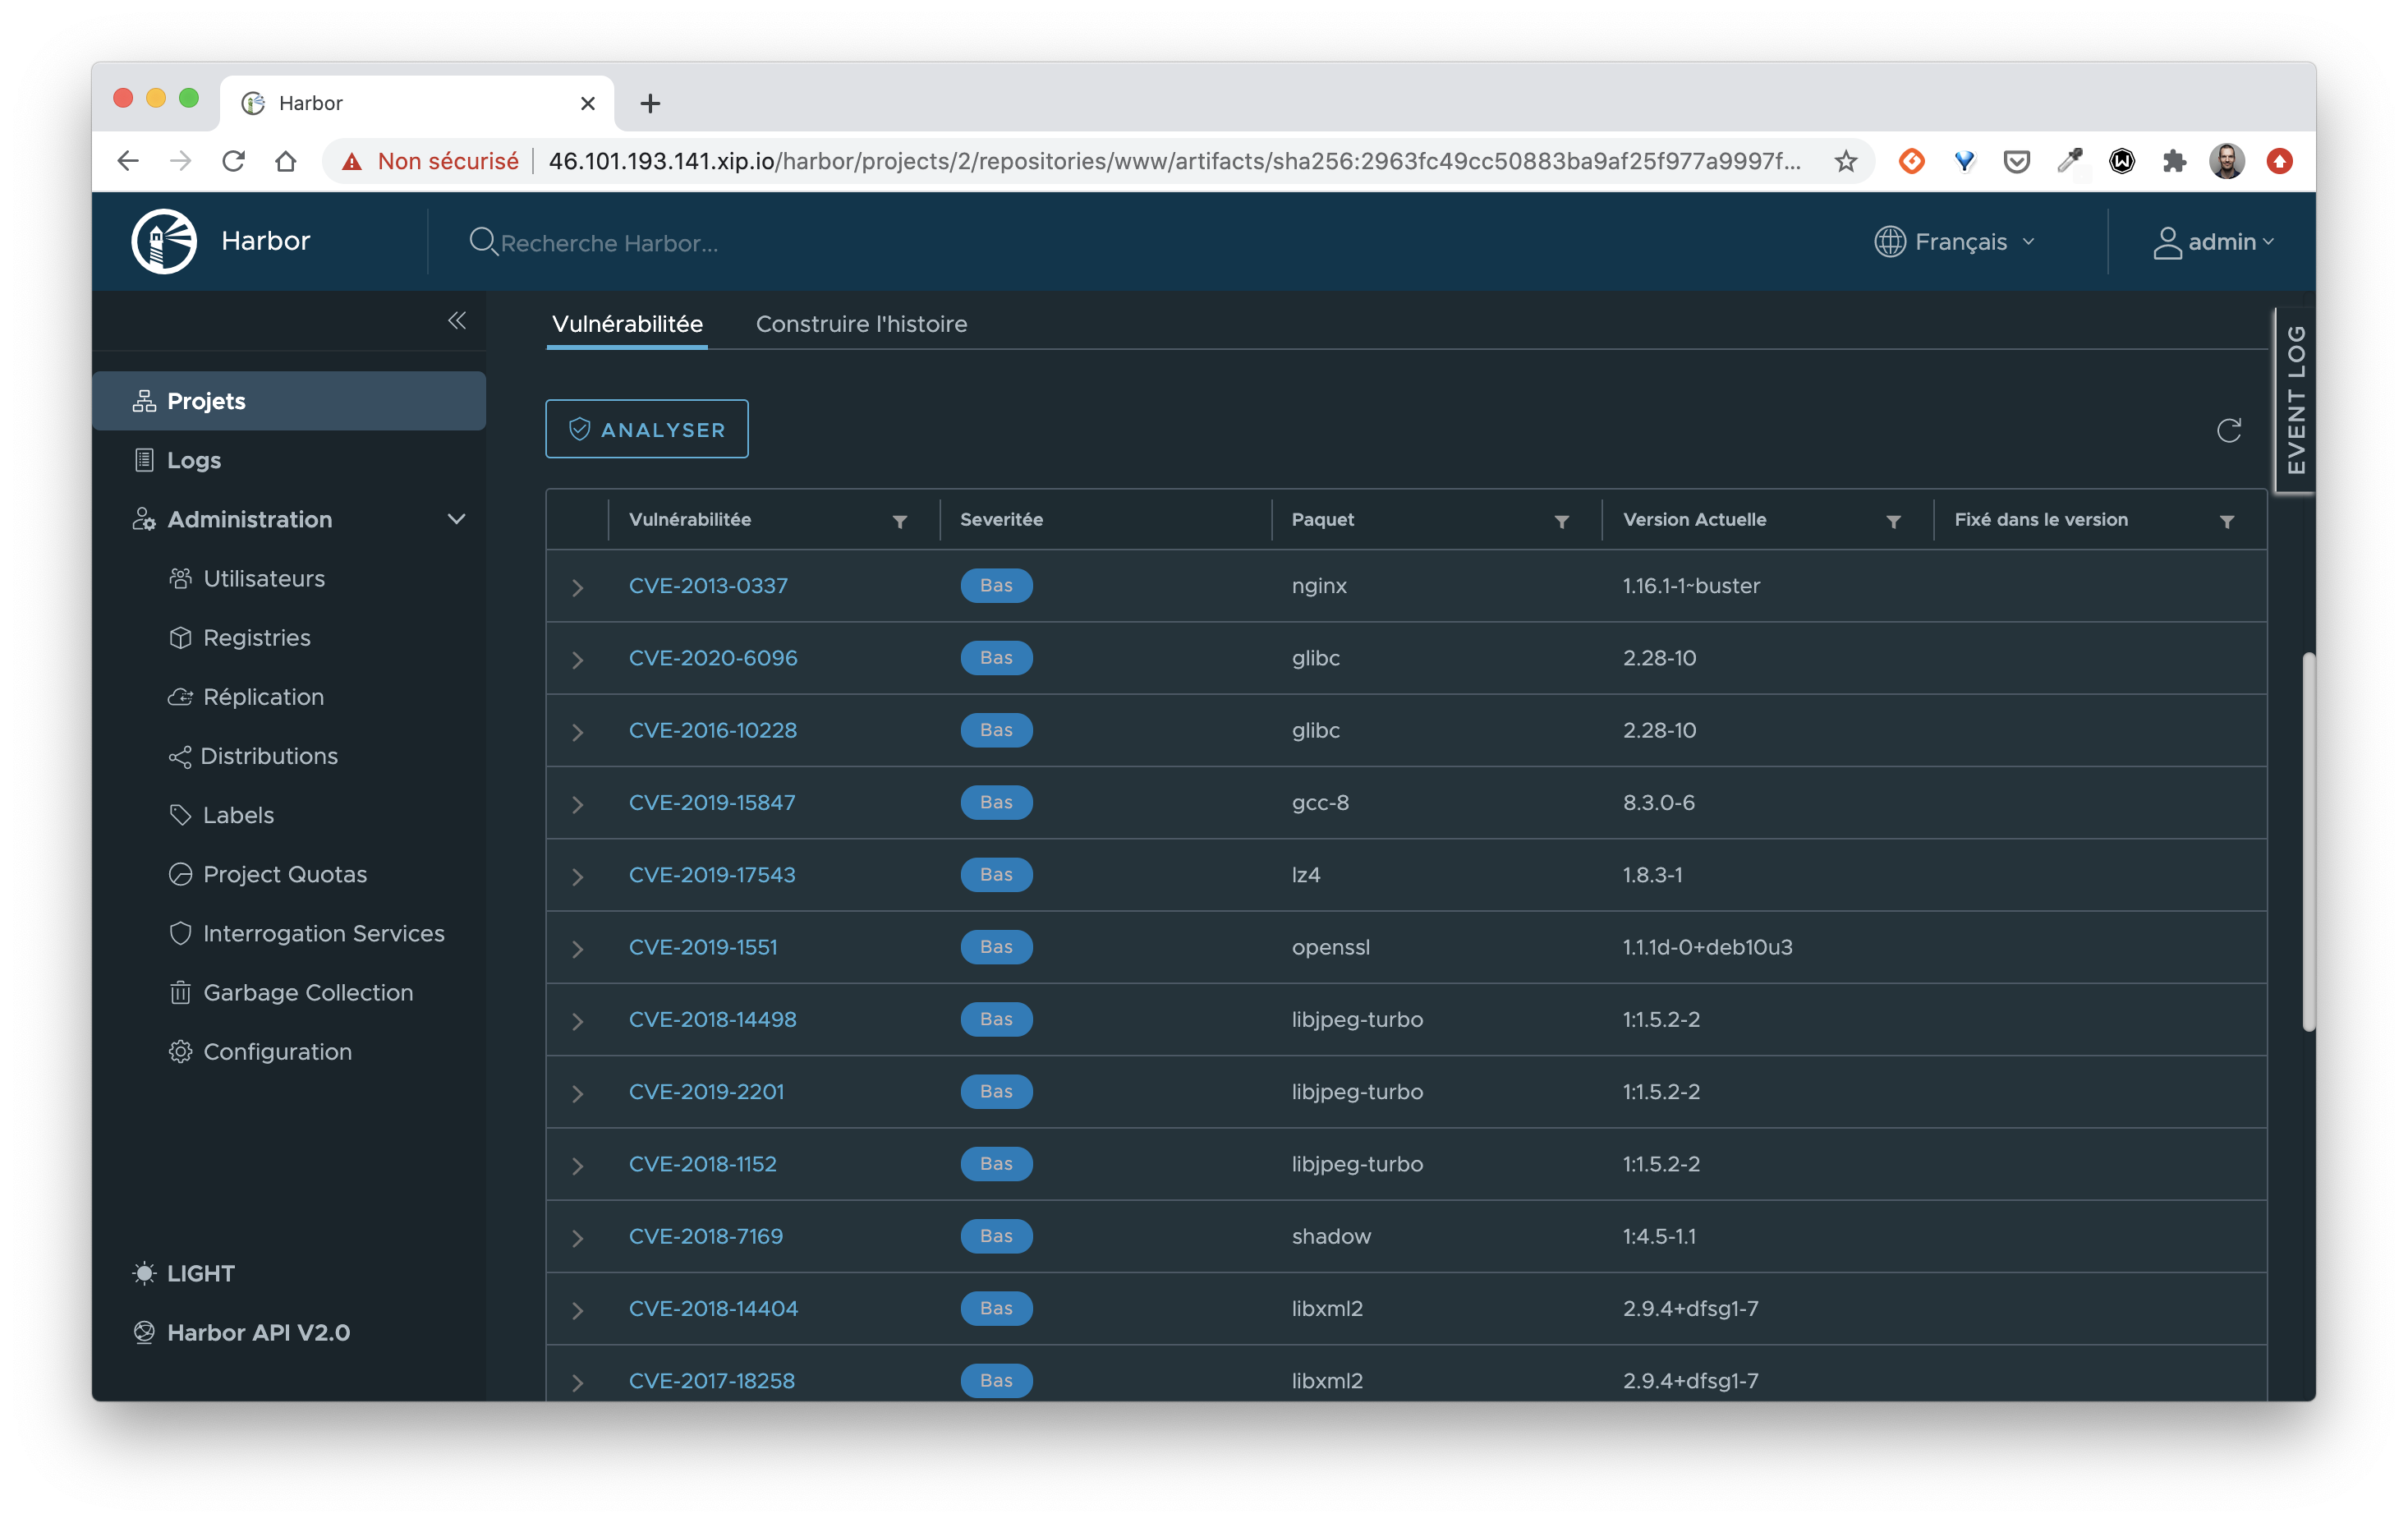 Harbor
Non sécurisé 46.101.193.141.xip.io/harbor/projects/2/repositories/www/artifacts/sha256:2963fc49cc50883ba9af25f977a9997f...
Harbor
Recherche Harbor...
Français
admin
Projets
Logs
Administration
Utilisateurs
Registries
Réplication
Distributions
Labels
Project Quotas
Interrogation Services
Garbage Collection
Configuration
LIGHT
Harbor API V2.0
Vulnérabilitée Construire l'histoire
EVENT LOG
ANALYSER
Vulnérabilitée Severitée Paquet Version Actuelle Fixé dans le version
CVE-2013-0337 Bas nginx 1.16.1-1~buster
CVE-2020-6096 Bas glibc 2.28-10
CVE-2016-10228 Bas glibc 2.28-10
CVE-2019-15847 Bas gcc-8 8.3.0-6
CVE-2019-17543 Bas lz4 1.8.3-1
CVE-2019-1551 Bas openssl 1.1.1d-0+deb10u3
CVE-2018-14498 Bas libjpeg-turbo 1:1.5.2-2
CVE-2019-2201 Bas libjpeg-turbo 1:1.5.2-2
CVE-2018-1152 Bas libjpeg-turbo 1:1.5.2-2
CVE-2018-7169 Bas shadow 1:4.5-1.1
CVE-2018-14404 Bas libxml2 2.9.4+dfsg1-7
CVE-2017-18258 Bas libxml2 2.9.4+dfsg1-7